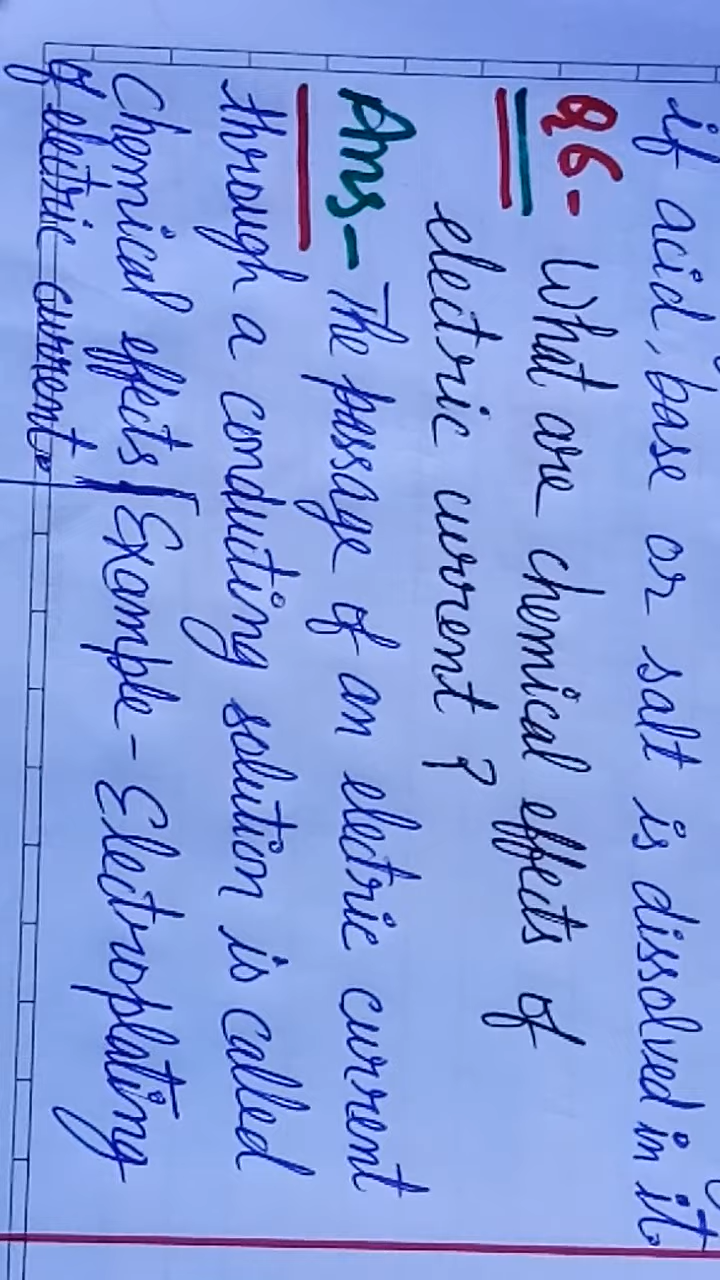 if acid, base or salt is dissolved in it.
Q6- What are chemical effects of
electric current?
Ans- The passage of an electric current
through a conducting solution is called
Chemical effects Example - Electroplating
of electric current.